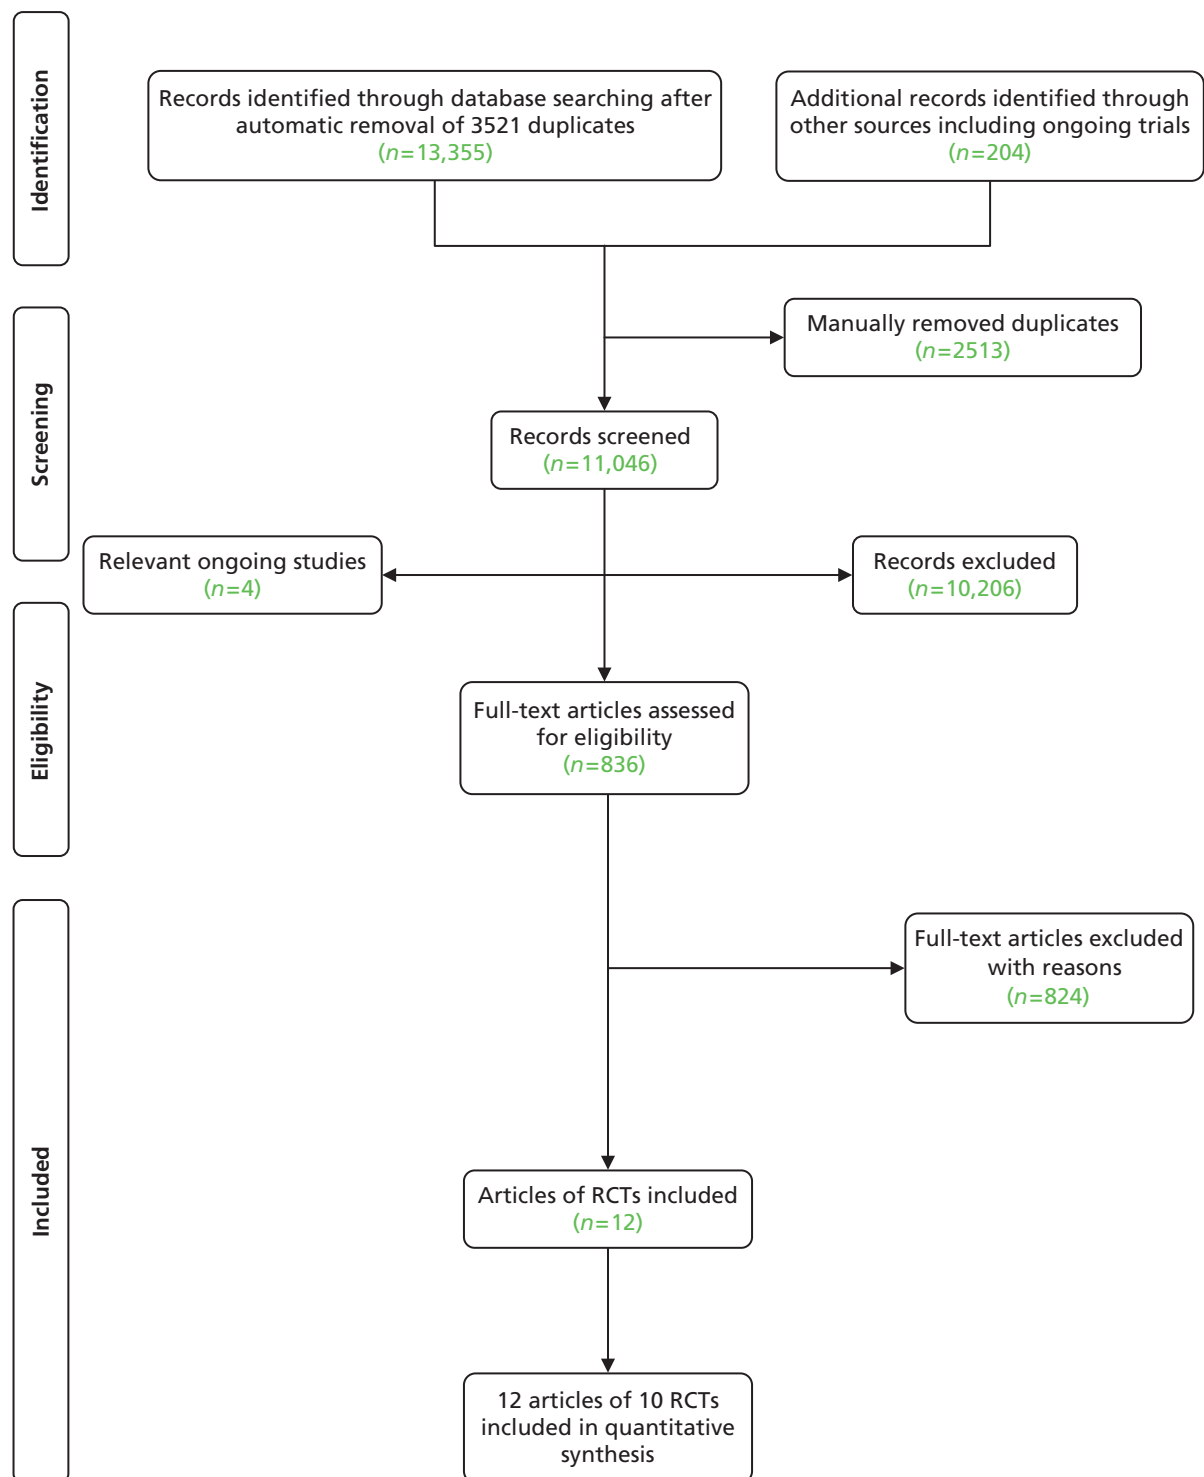 Identification
Records identified through database searching after
automatic removal of 3521 duplicates
(n=13,355)
Additional records identified through
other sources including ongoing trials
(n=204)
Screening
Manually removed duplicates
(n=2513)
Records screened
(n=11,046)
Relevant ongoing studies
(n=4)
Records excluded
(n=10,206)
Eligibility
Full-text articles assessed
for eligibility
(n=836)
Included
Full-text articles excluded
with reasons
(n=824)
Articles of RCTs included
(n=12)
12 articles of 10 RCTs
included in quantitative
synthesis